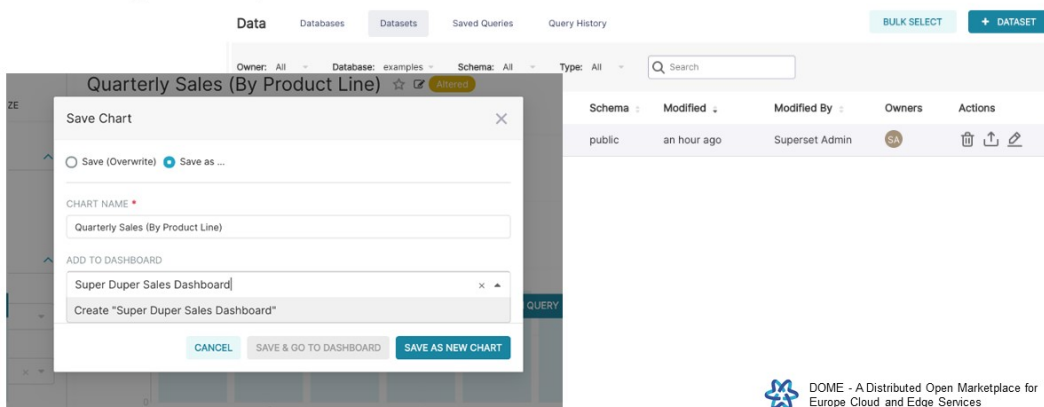 Data Databases Datasets Saved Queries Query History BULK SELECT + DATASET
Owner: All Database: examples Schema: All Type: All Search
Quarterly Sales (By Product Line) Altered
ZE
Schema Modified Modified By Owners Actions
public an hour ago Superset Admin SA
Save Chart
Save (Overwrite) Save as ...
CHART NAME *
Quarterly Sales (By Product Line)
ADD TO DASHBOARD
Super Duper Sales Dashboard
Create "Super Duper Sales Dashboard"
QUERY
CANCEL SAVE & GO TO DASHBOARD SAVE AS NEW CHART
0
DOME - A Distributed Open Marketplace for
Europe Cloud and Edge Services